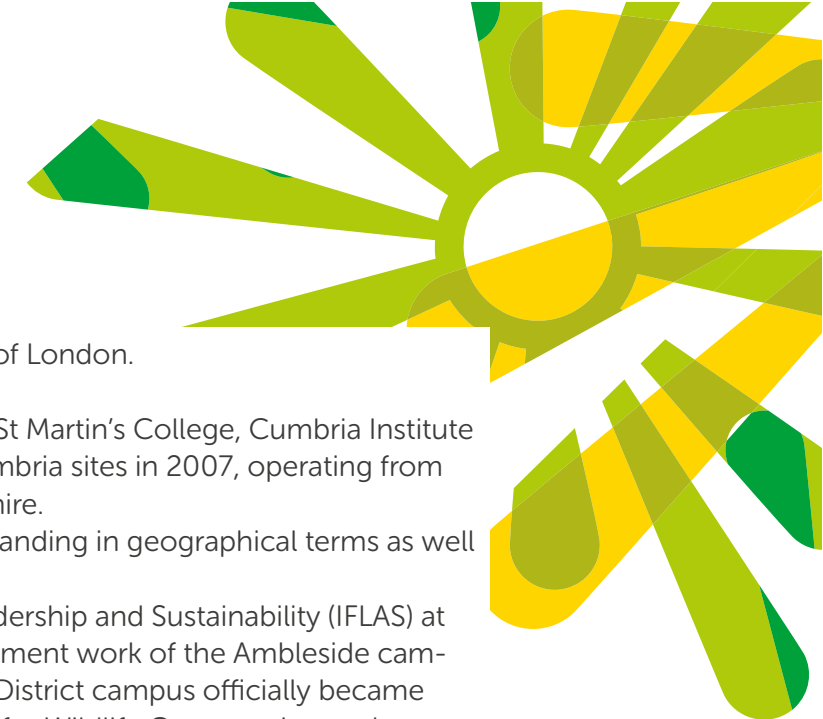 of London.
St Martin's College, Cumbria Institute
mbria sites in 2007, operating from
hire.
anding in geographical terms as well
dership and Sustainability (IFLAS) at
ment work of the Ambleside cam-
District campus officially became